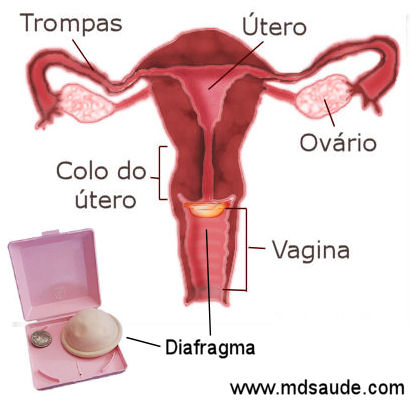 Trompas
Útero
Ovário
Colo do
útero
Vagina
Diafragma
www.mdsaude.com